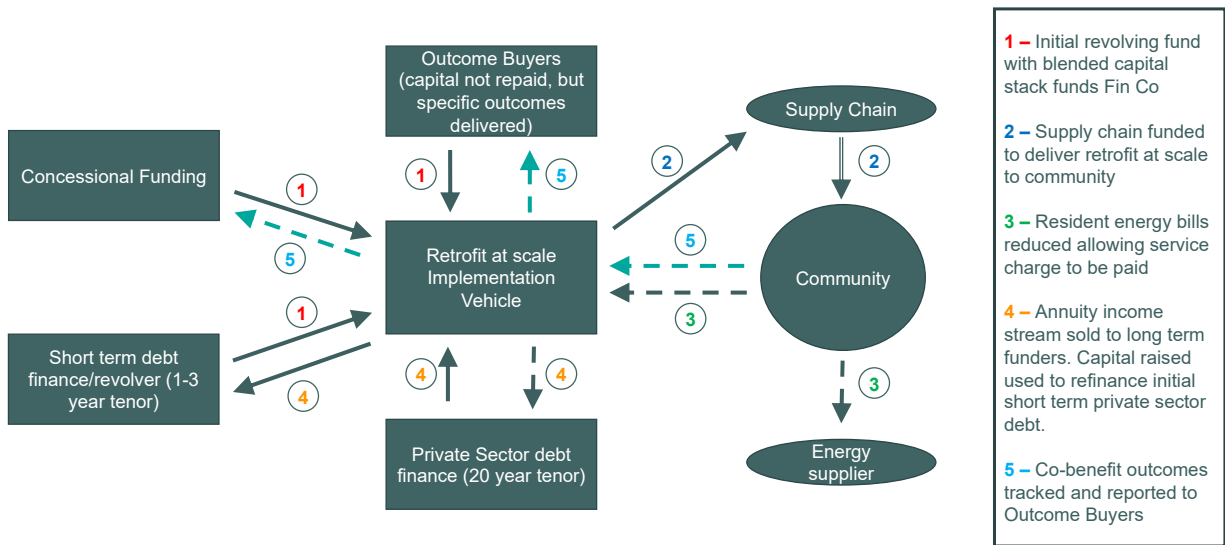 Outcome Buyers
(capital not repaid, but
specific outcomes
delivered)
Supply Chain
Concessional Funding
1
5
1
5
2
2
Retrofit at scale
Implementation
Vehicle
5
3
Community
Short term debt
finance/revolver (1-3
year tenor)
1
4
4
4
3
Private Sector debt
finance (20 year tenor)
Energy
supplier
1 – Initial revolving fund
with blended capital
stack funds Fin Co
2 – Supply chain funded
to deliver retrofit at scale
to community
3 – Resident energy bills
reduced allowing service
charge to be paid
4 – Annuity income
stream sold to long term
funders. Capital raised
used to refinance initial
short term private sector
debt.
5 – Co-benefit outcomes
tracked and reported to
Outcome Buyers